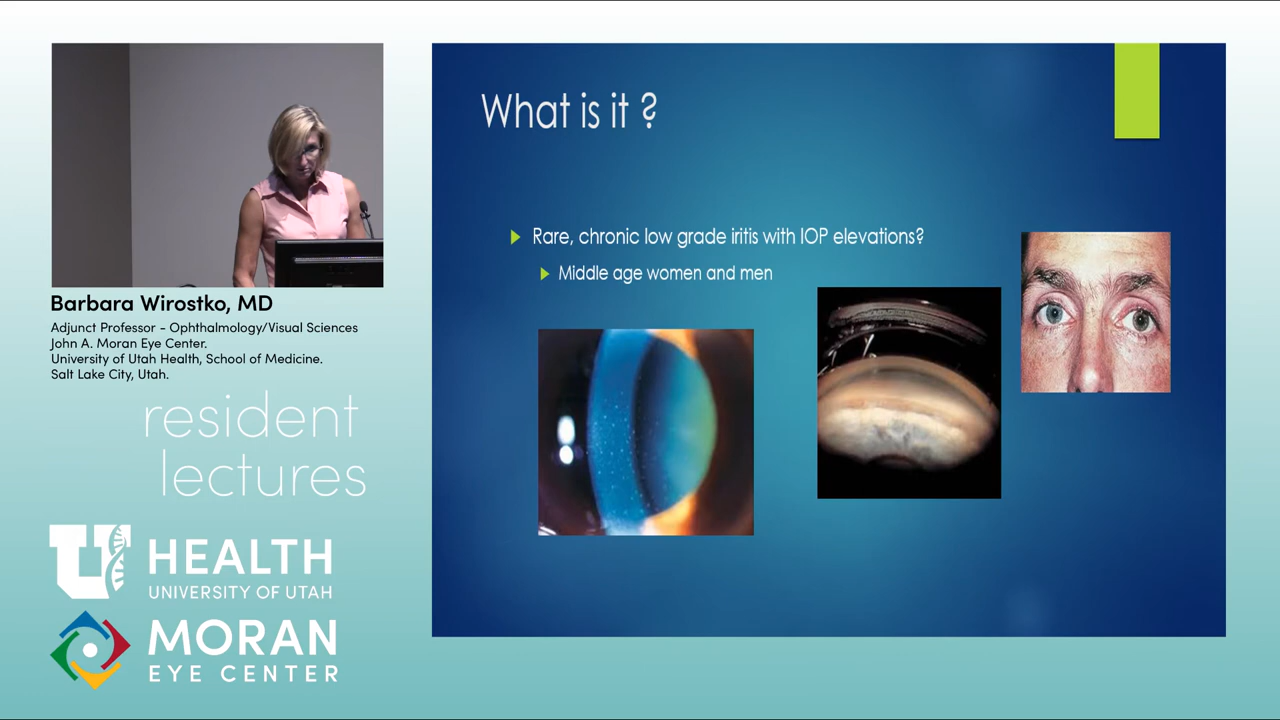 What is it ?
Rare, chronic low grade iritis with IOP elevations?
Middle age women and men
Barbara Wirostko, MD
Adjunct Professor - Ophthalmology/Visual Sciences
John A. Moran Eye Center.
University of Utah Health, School of Medicine.
Salt Lake City, Utah.
resident
lectures
U HEALTH
UNIVERSITY OF UTAH
MORAN
EYE CENTER